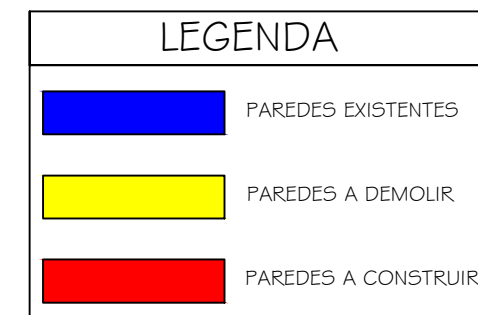 LEGENDA
PAREDES EXISTENTES
PAREDES A DEMOLIR
PAREDES A CONSTRUIR